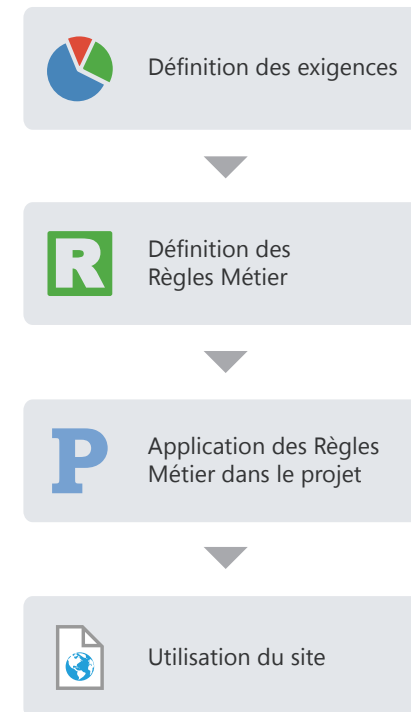 Définition des exigences
R
Définition des
Règles Métier
P
Application des Règles
Métier dans le projet
Utilisation du site